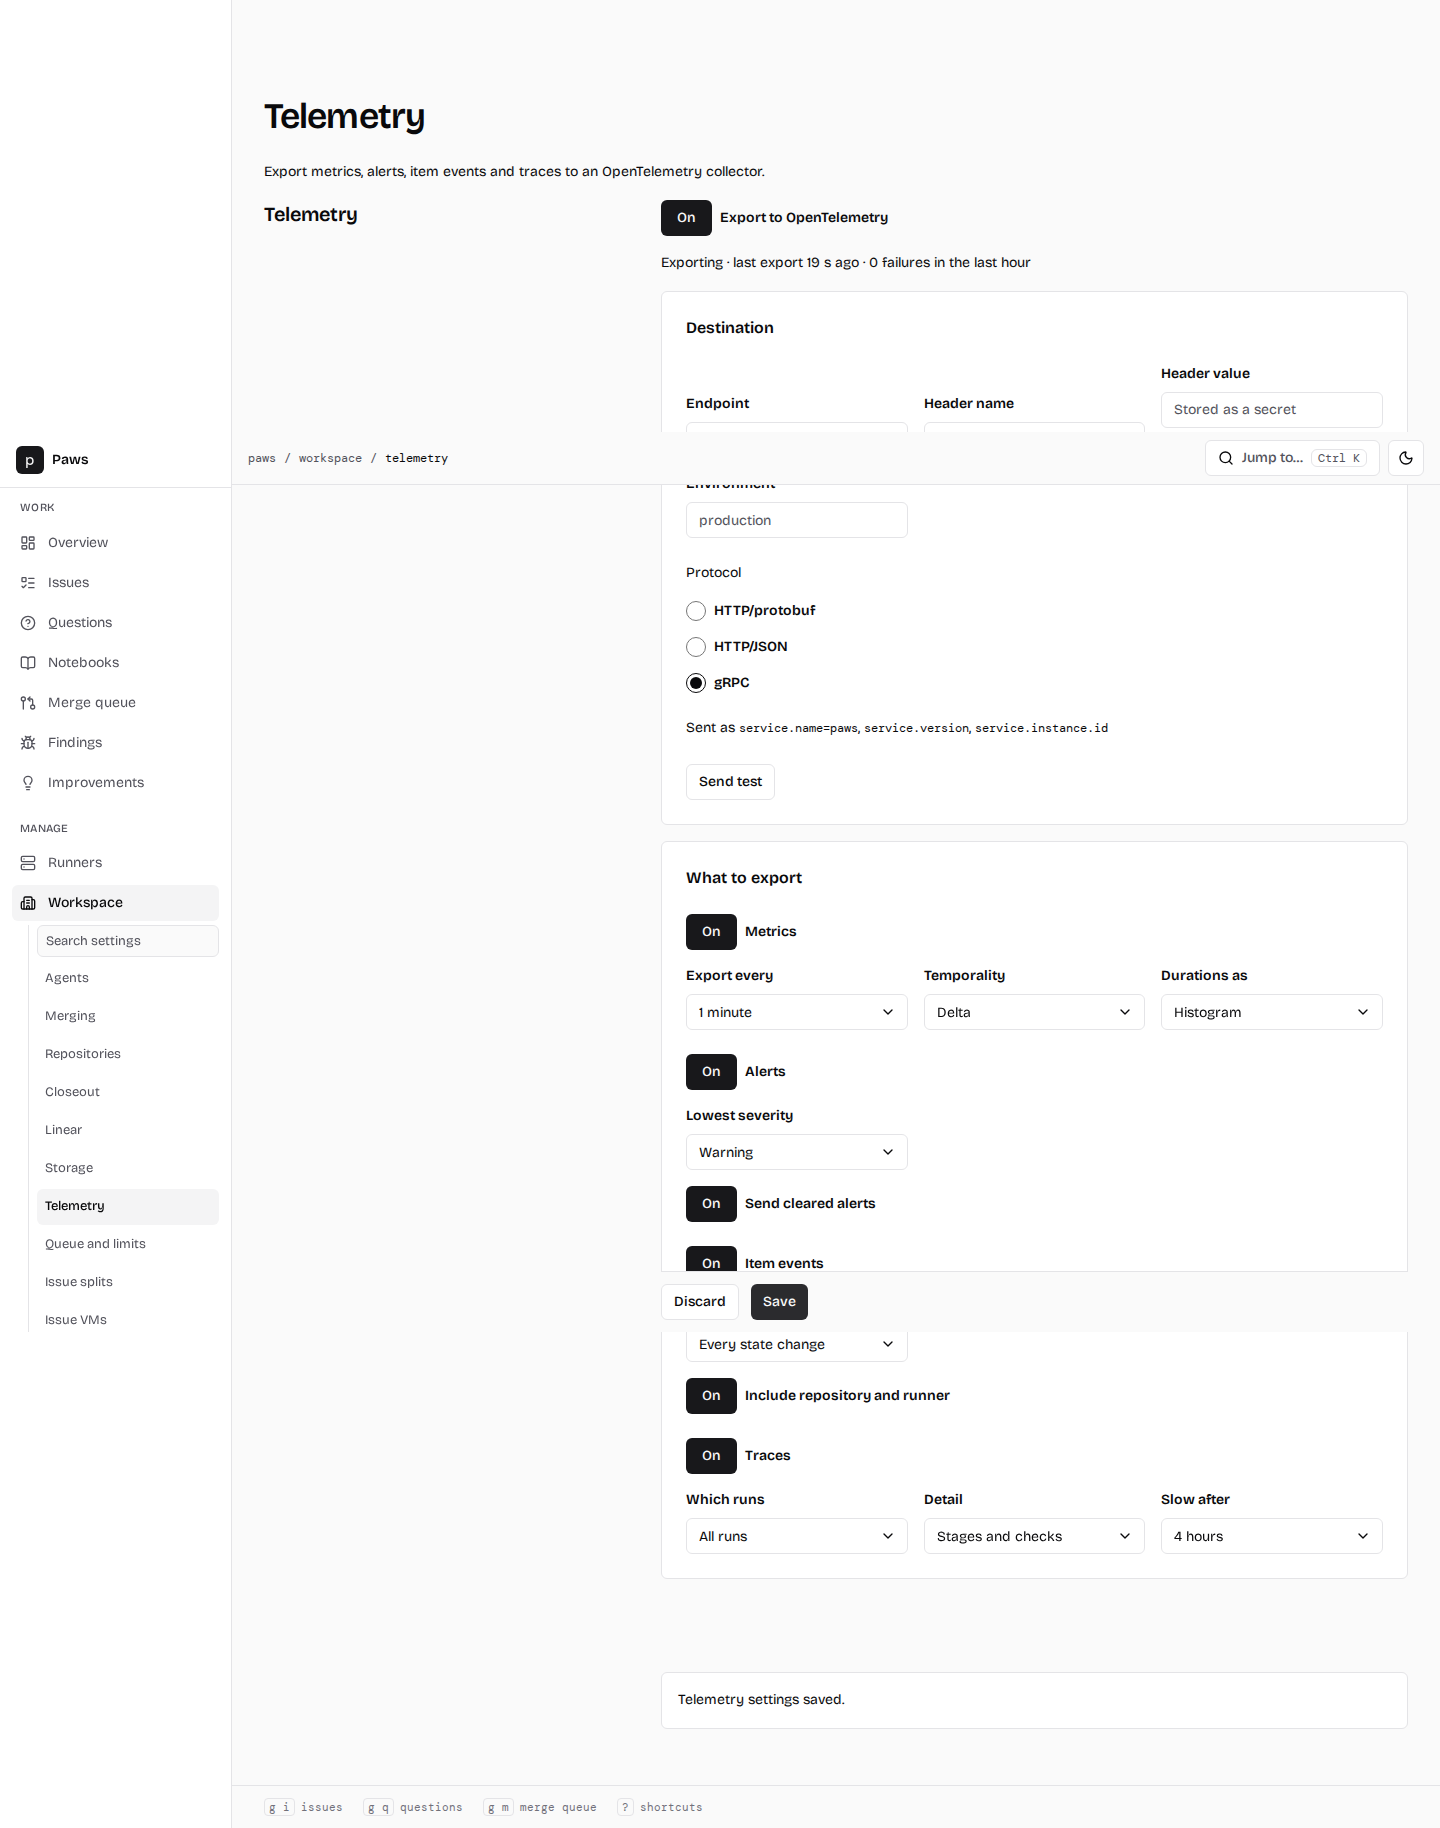 Telemetry
Export metrics, alerts, item events and traces to an OpenTelemetry collector.
Telemetry
On Export to OpenTelemetry
Exporting · last export 19 s ago · 0 failures in the last hour
Destination
Endpoint
Header name
Header value
Stored as a secret
p Paws
paws / workspace / telemetry
Jump to... Ctrl K
WORK
Overview
Issues
Questions
Notebooks
Merge queue
Findings
Improvements
MANAGE
Runners
Workspace
Search settings
Agents
Merging
Repositories
Closeout
Linear
Storage
Telemetry
Queue and limits
Issue splits
Issue VMs
Environment
production
Protocol
HTTP/protobuf
HTTP/JSON
gRPC
Sent as service.name=paws, service.version, service.instance.id
Send test
What to export
On Metrics
Export every
1 minute
Temporality
Delta
Durations as
Histogram
On Alerts
Lowest severity
Warning
On Send cleared alerts
On Item events
Discard Save
Every state change
On Include repository and runner
On Traces
Which runs
All runs
Detail
Stages and checks
Slow after
4 hours
Telemetry settings saved.
g i issues g q questions g m merge queue ? shortcuts